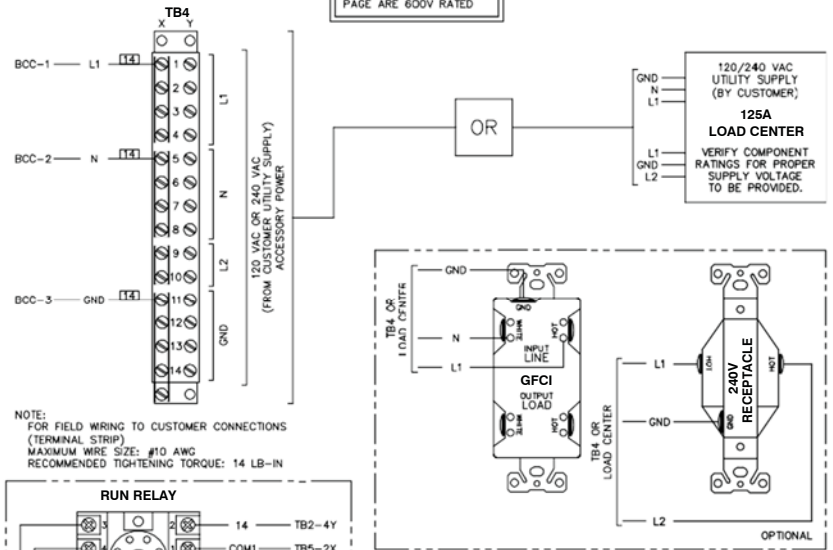 PAGE ARE 600V RATED
TB4
X Y
BCC-1 L1 14
1
2
3
4
L1
BCC-2 N 14
5
6
7
8
N
9
10
L2
BCC-3 GND 14
11
12
13
14
GND
120 VAC OR 240 VAC
(FROM CUSTOMER UTILITY SUPPLY)
ACCESSORY POWER
OR
GND
N
L1
L1
GND
L2
120/240 VAC
UTILITY SUPPLY
(BY CUSTOMER)
125A
LOAD CENTER
VERIFY COMPONENT
RATINGS FOR PROPER
SUPPLY VOLTAGE
TO BE PROVIDED.
NOTE:
FOR FIELD WIRING TO CUSTOMER CONNECTIONS
(TERMINAL STRIP)
MAXIMUM WIRE SIZE: #10 AWG
RECOMMENDED TIGHTENING TORQUE: 14 LB-IN
TB4 OR
LOAD CENTER
GND
N
L1
GND
WHITE
HOT
INPUT
LINE
GFCI
OUTPUT
LOAD
WHITE
HOT
TB4 OR
LOAD CENTER
L1
GND
L2
HOT
HOT
GND
240V
RECEPTACLE
OPTIONAL
RUN RELAY
3
2 14 TB2-4Y
4
1 COM1 TB5-2X